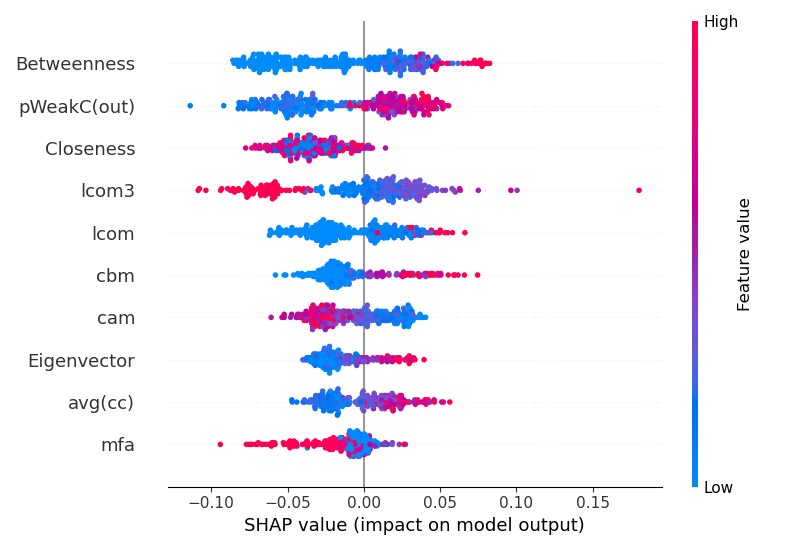 High
Betweenness
pWeakC(out)
Closeness
lcom3
lcom
cbm
cam
Eigenvector
avg(cc)
mfa
Feature value
Low
−0.10 −0.05 0.00 0.05 0.10 0.15
SHAP value (impact on model output)